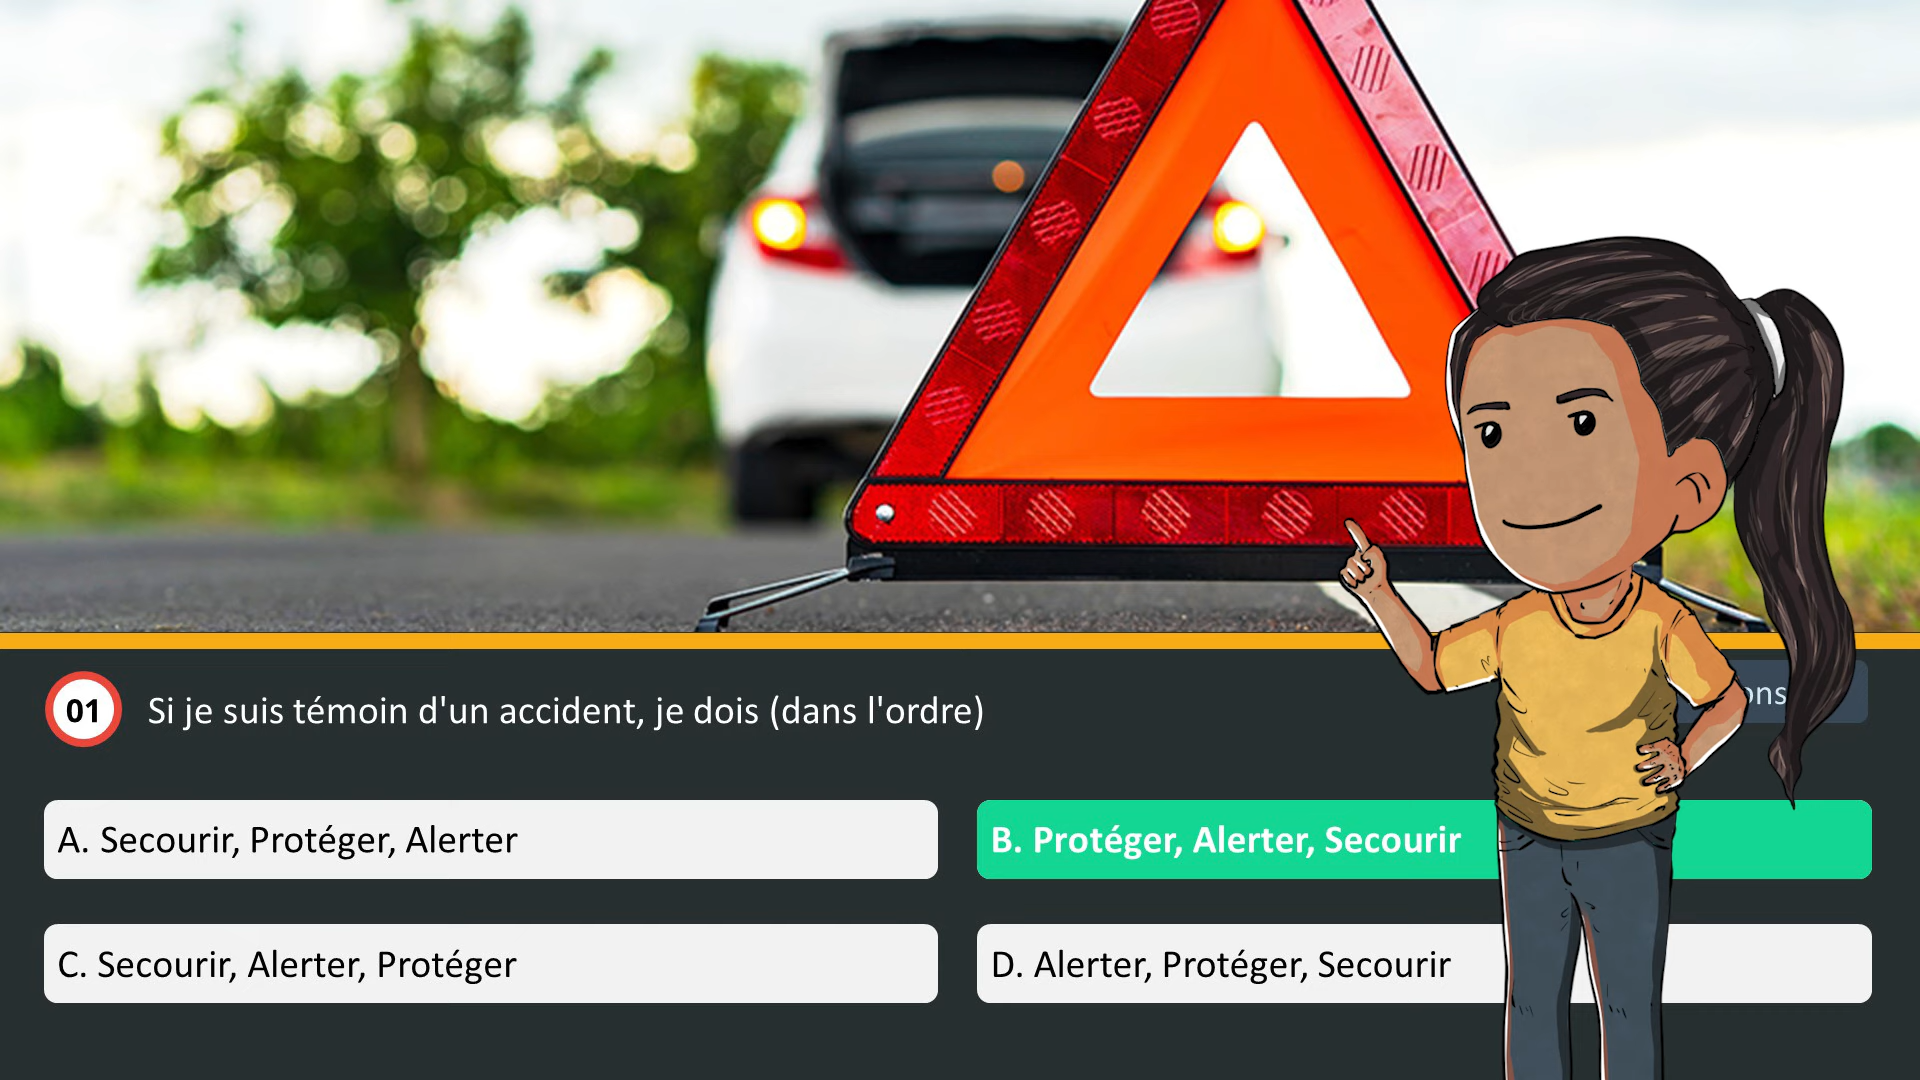 01 Si je suis témoin d'un accident, je dois (dans l'ordre)
A. Secourir, Protéger, Alerter
B. Protéger, Alerter, Secourir
C. Secourir, Alerter, Protéger
D. Alerter, Protéger, Secourir